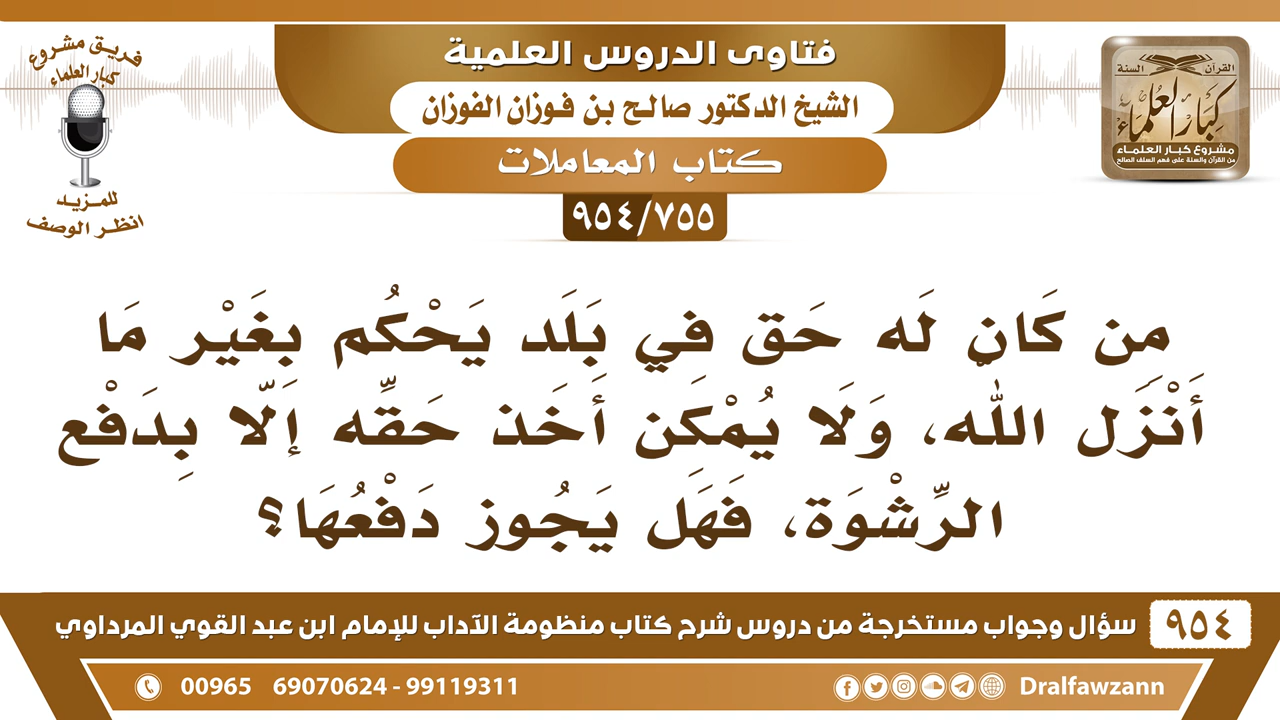 فتاوى الدروس العلمية
الشيخ الدكتور صالح بن فوزان الفوزان
كتاب المعاملات
٩٥٤/٧٥٥
فريق مشروع
كبار العلماء
للمزيد
انظر الوصف
القرآن السنة
كبار العلماء
مشروع كبار العلماء
من القرآن والسنة على فهم السلف الصالح
مَن كَان لَه حَق في بَلَد يَحْكُم بغَيْر مَا
أَنْزَل اللَّه، وَلَا يُمْكَن أَخَذ حَقِّه إَلَّا بِدَفْع
الرِّشْوَة، فَهَل يَجُوز دَفْعُهَا؟
٩٥٤
سؤال وجواب مستخرجة من دروس شرح كتاب منظومة الآداب للإمام ابن عبد القوي المرداوي
00965 69070624 - 99119311
Dralfawzann